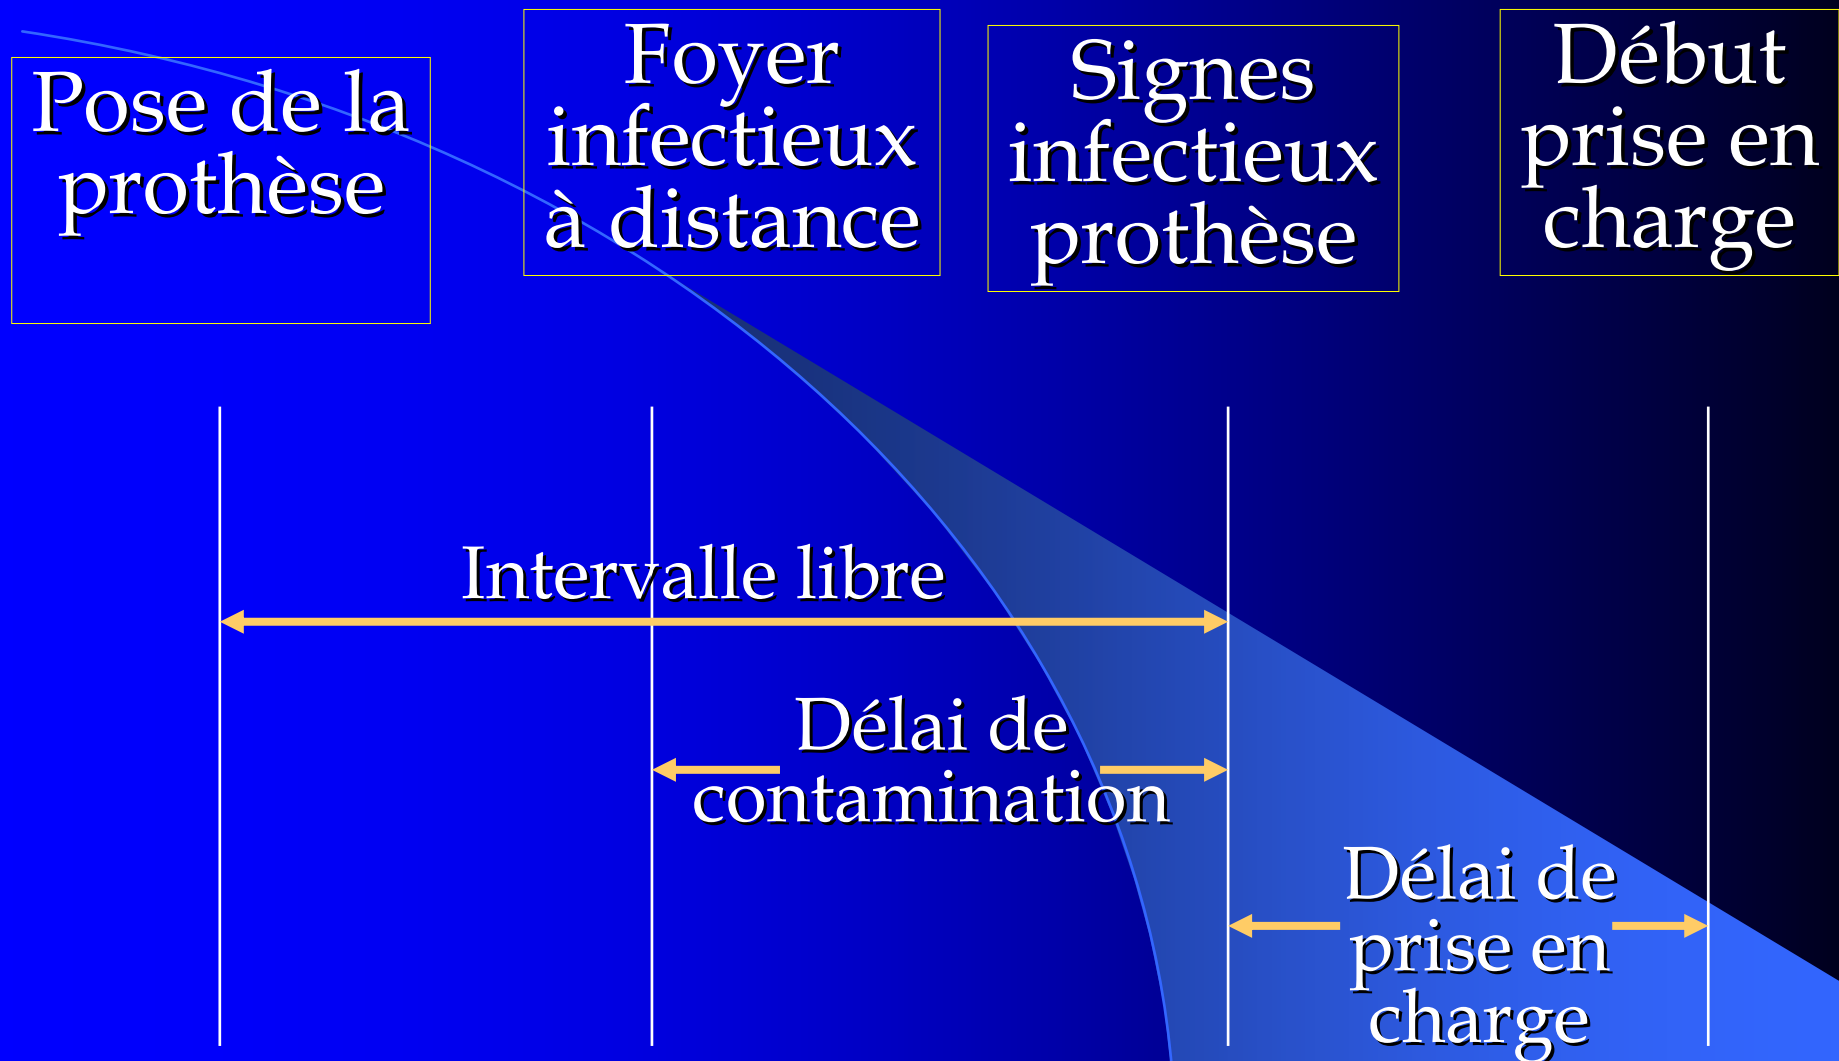 Pose de la
prothèse
Foyer
infectieux
à distance
Signes
infectieux
prothèse
Début
prise en
charge
Intervalle libre
Délai de
contamination
Délai de
prise en
charge